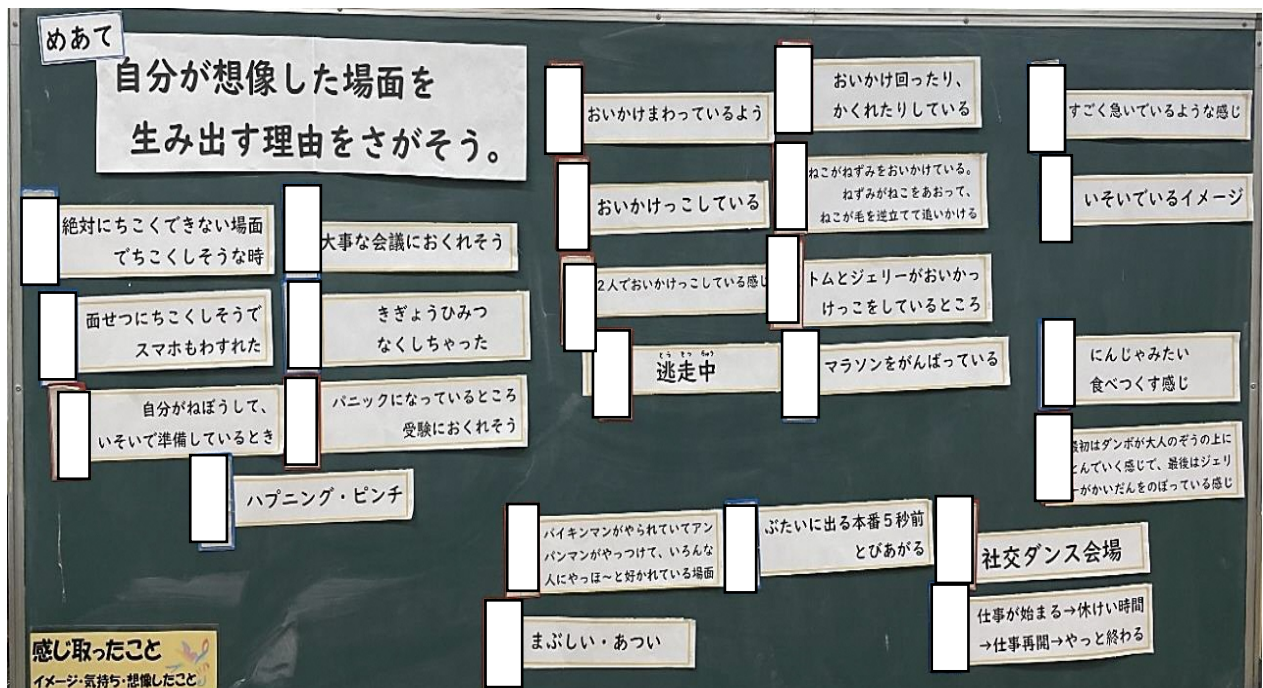 めあて
自分が想像した場面を
生み出す理由をさがそう。
絶対にちこくできない場面
でちこくしそうな時
大事な会議におくれそう
面せつにちこくしそうで
スマホもわすれた
きぎょうひみつ
なくしちゃった
自分がねぼうして、
いそいで準備しているとき
パニックになっているところ
受験におくれそう
ハプニング・ピンチ
おいかけまわっているよう
おいかけ回ったり、
かくれたりしている
おいかけっこしている
ねこがねずみをおいかけている。
ねずみがねこをあおって、
ねこが毛を逆立てて追いかける
2人でおいかけっこしている感じ
トムとジェリーがおいかっ
けっこをしているところ
とうそうちゅう
逃走中
マラソンをがんばっている
すごく急いでいるような感じ
いそいでいるイメージ
にんじゃみたい
食べつくす感じ
最初はダンボが大人のぞうの上に
とんでいく感じで、最後はジェリ
ーがかいだんをのぼっている感じ
バイキンマンがやられていてアン
パンマンがやっつけて、いろんな
人にやっほ〜と好かれている場面
ぶたいに出る本番5秒前
とびあがる
社交ダンス会場
まぶしい・あつい
仕事が始まる→休けい時間
→仕事再開→やっと終わる
感じ取ったこと
イメージ・気持ち・想像したこと